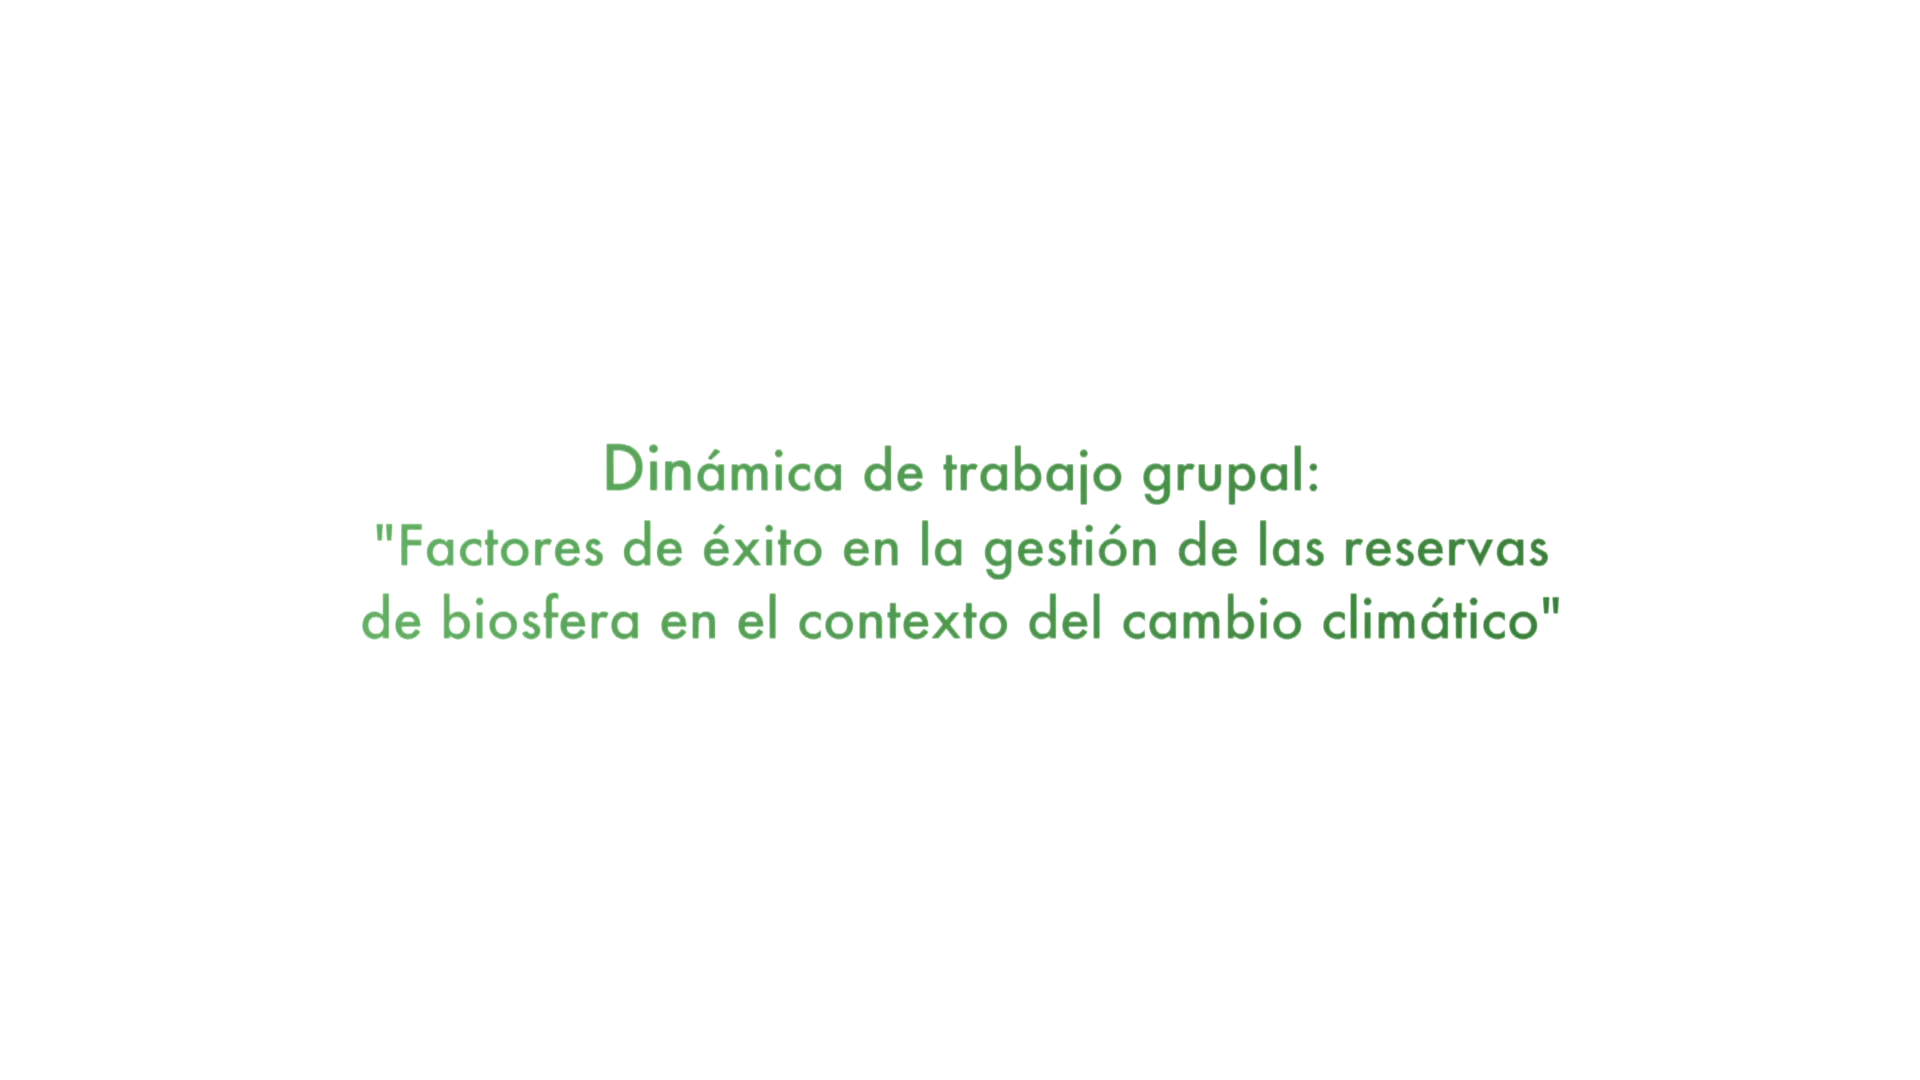 Dinámica de trabajo grupal:
"Factores de éxito en la gestión de las reservas
de biosfera en el contexto del cambio climático"